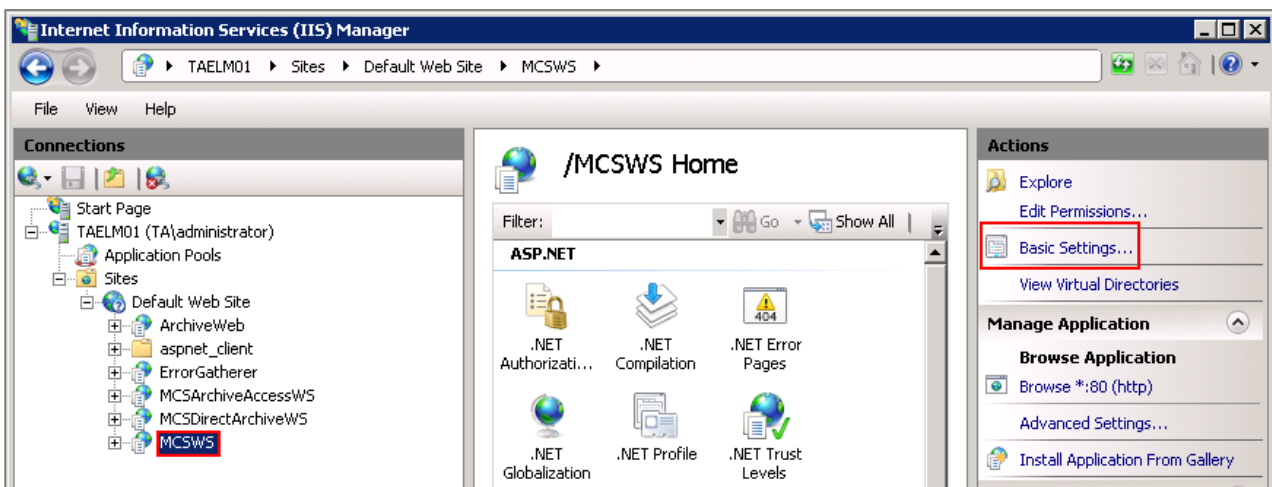 Internet Information Services (IIS) Manager
TAELM01 Sites Default Web Site MCSWS
File View Help
Connections
Start Page
TAELM01 (TA\administrator)
Application Pools
Sites
Default Web Site
ArchiveWeb
aspnet_client
ErrorGatherer
MCSArchiveAccessWS
MCSDirectArchiveWS
MCSWS
/MCSWS Home
Filter: Go Show All
ASP.NET
.NET Authorizati...
.NET Compilation
404
.NET Error Pages
.NET Globalization
.NET Profile
.NET Trust Levels
Actions
Explore
Edit Permissions...
Basic Settings...
View Virtual Directories
Manage Application
Browse Application
Browse *:80 (http)
Advanced Settings...
Install Application From Gallery